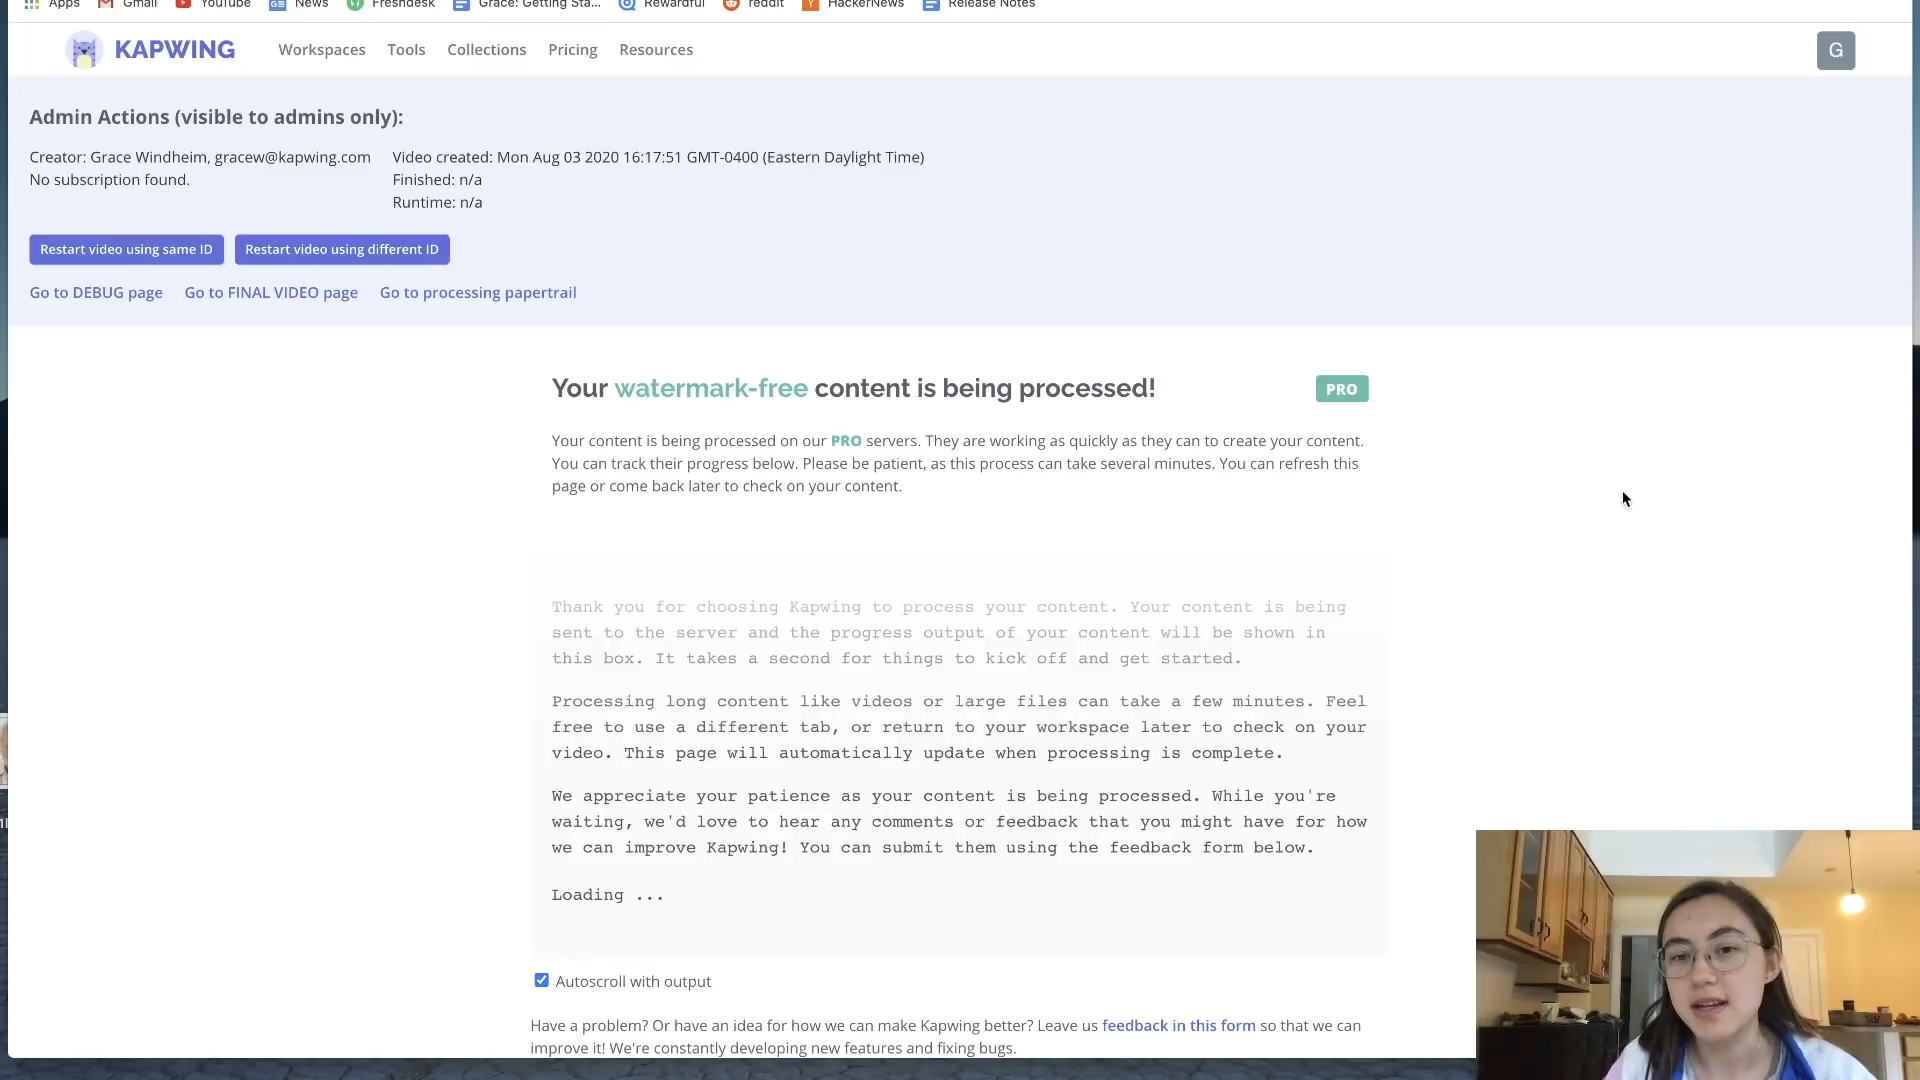 Apps Gmail YouTube News Freshdesk Grace: Getting Sta... Rewardful reddit HackerNews Release Notes
KAPWING Workspaces Tools Collections Pricing Resources G
Admin Actions (visible to admins only):
Creator: Grace Windheim, gracew@kapwing.com Video created: Mon Aug 03 2020 16:17:51 GMT-0400 (Eastern Daylight Time)
No subscription found. Finished: n/a
Runtime: n/a
Restart video using same ID Restart video using different ID
Go to DEBUG page Go to FINAL VIDEO page Go to processing papertrail
Your watermark-free content is being processed! PRO
Your content is being processed on our PRO servers. They are working as quickly as they can to create your content.
You can track their progress below. Please be patient, as this process can take several minutes. You can refresh this
page or come back later to check on your content.
Thank you for choosing Kapwing to process your content. Your content is being
sent to the server and the progress output of your content will be shown in
this box. It takes a second for things to kick off and get started.
Processing long content like videos or large files can take a few minutes. Feel
free to use a different tab, or return to your workspace later to check on your
video. This page will automatically update when processing is complete.
We appreciate your patience as your content is being processed. While you're
waiting, we'd love to hear any comments or feedback that you might have for how
we can improve Kapwing! You can submit them using the feedback form below.
Loading ...
Autoscroll with output
Have a problem? Or have an idea for how we can make Kapwing better? Leave us feedback in this form so that we can
improve it! We're constantly developing new features and fixing bugs.